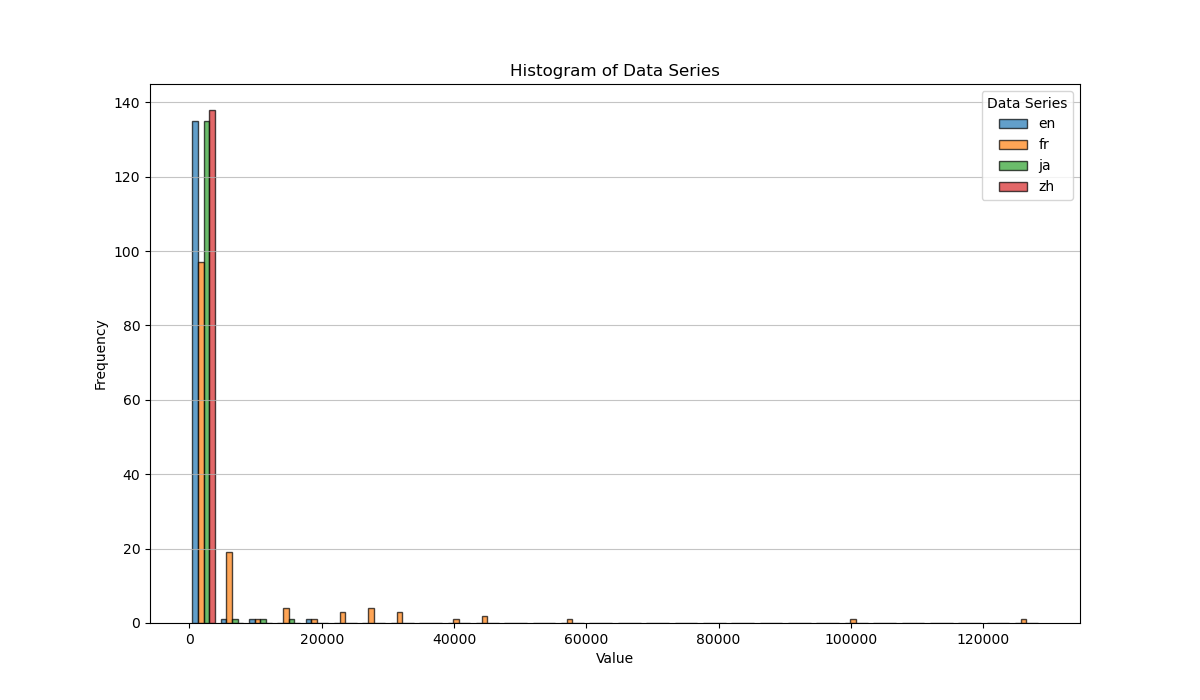 Histogram of Data Series
Data Series
en
fr
ja
zh
140
120
100
80
60
40
20
0
Frequency
0 20000 40000 60000 80000 100000 120000
Value